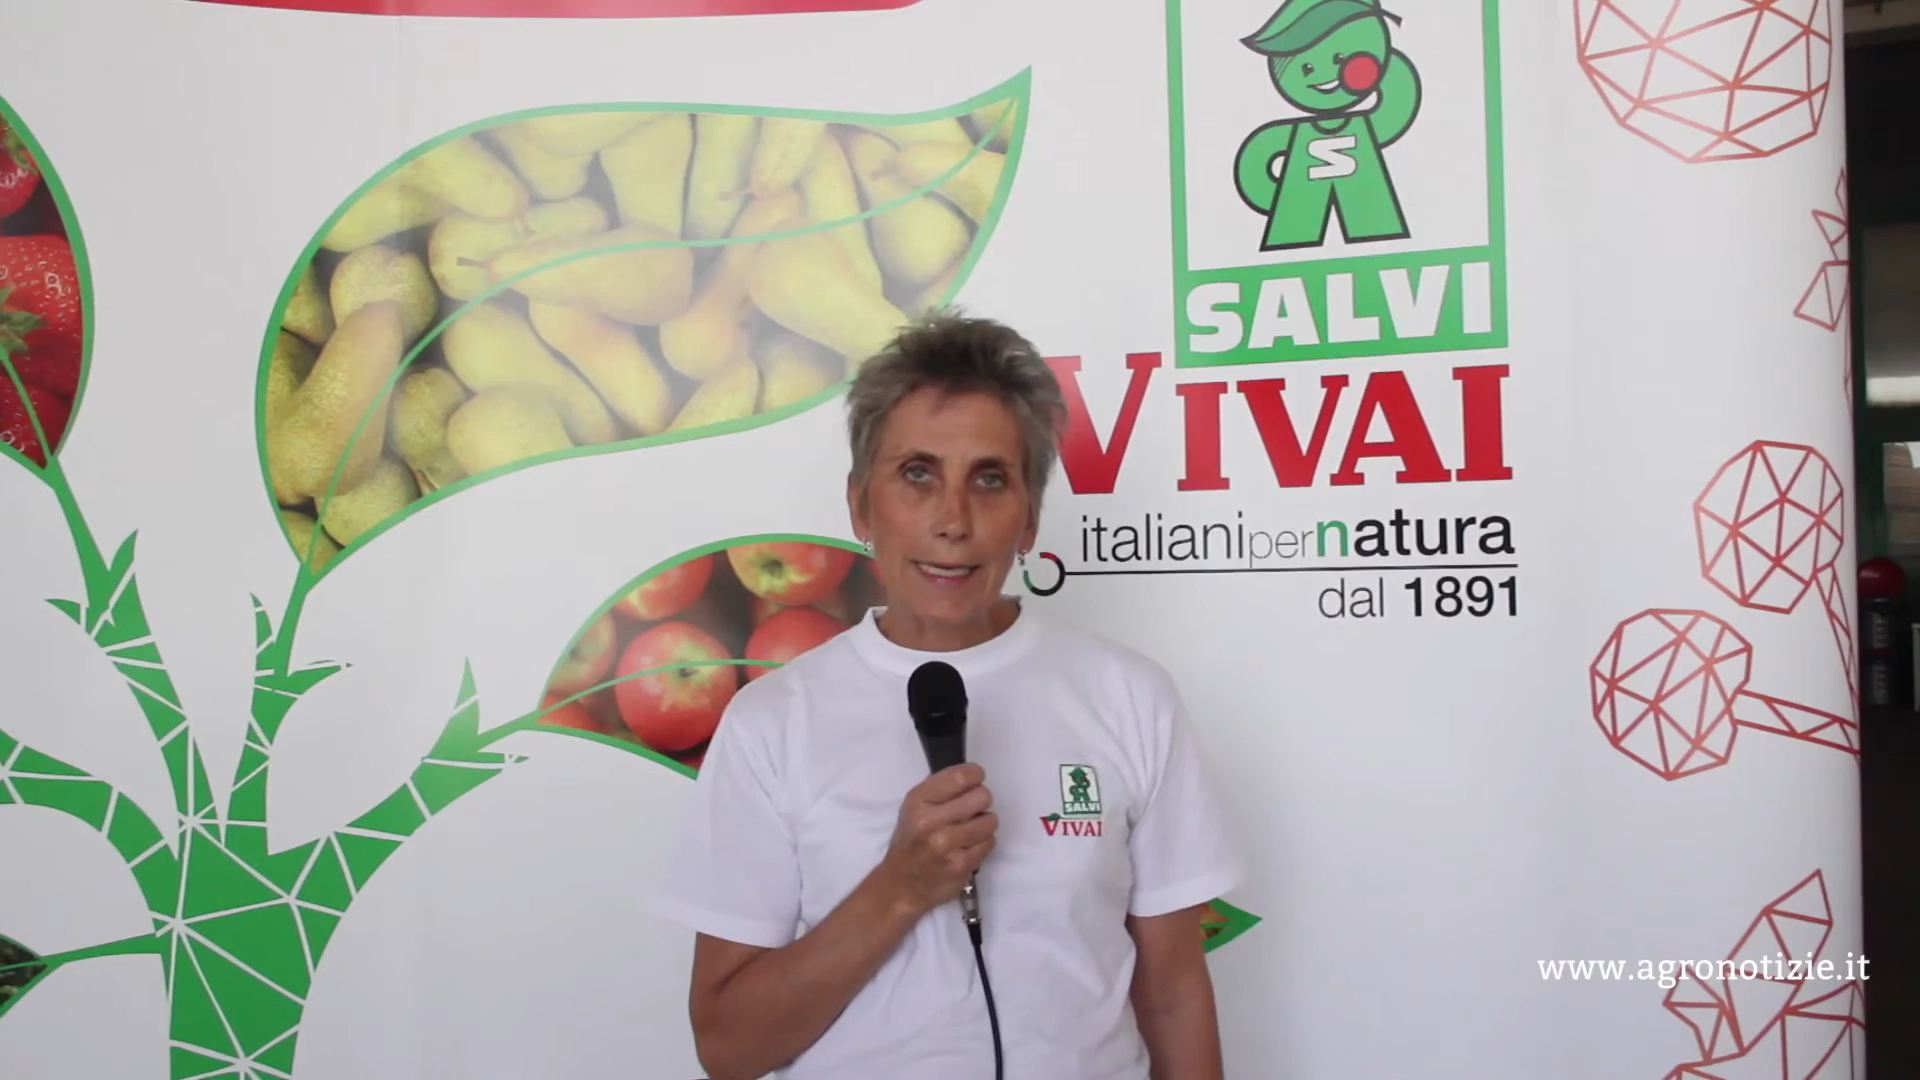 S
SALVI
VIVAI
italianipernatura
dal 1891
SALVI
VIVAI
www.agronotizie.it